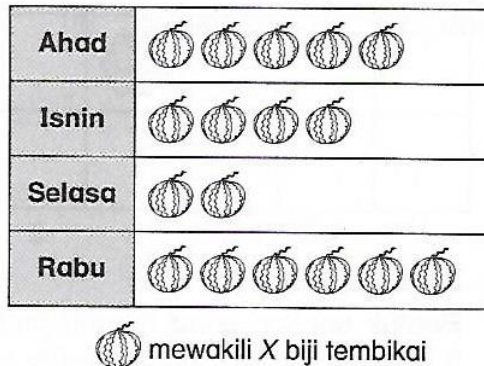 Ahad
Isnin
Selasa
Rabu
mewakili X biji tembikai